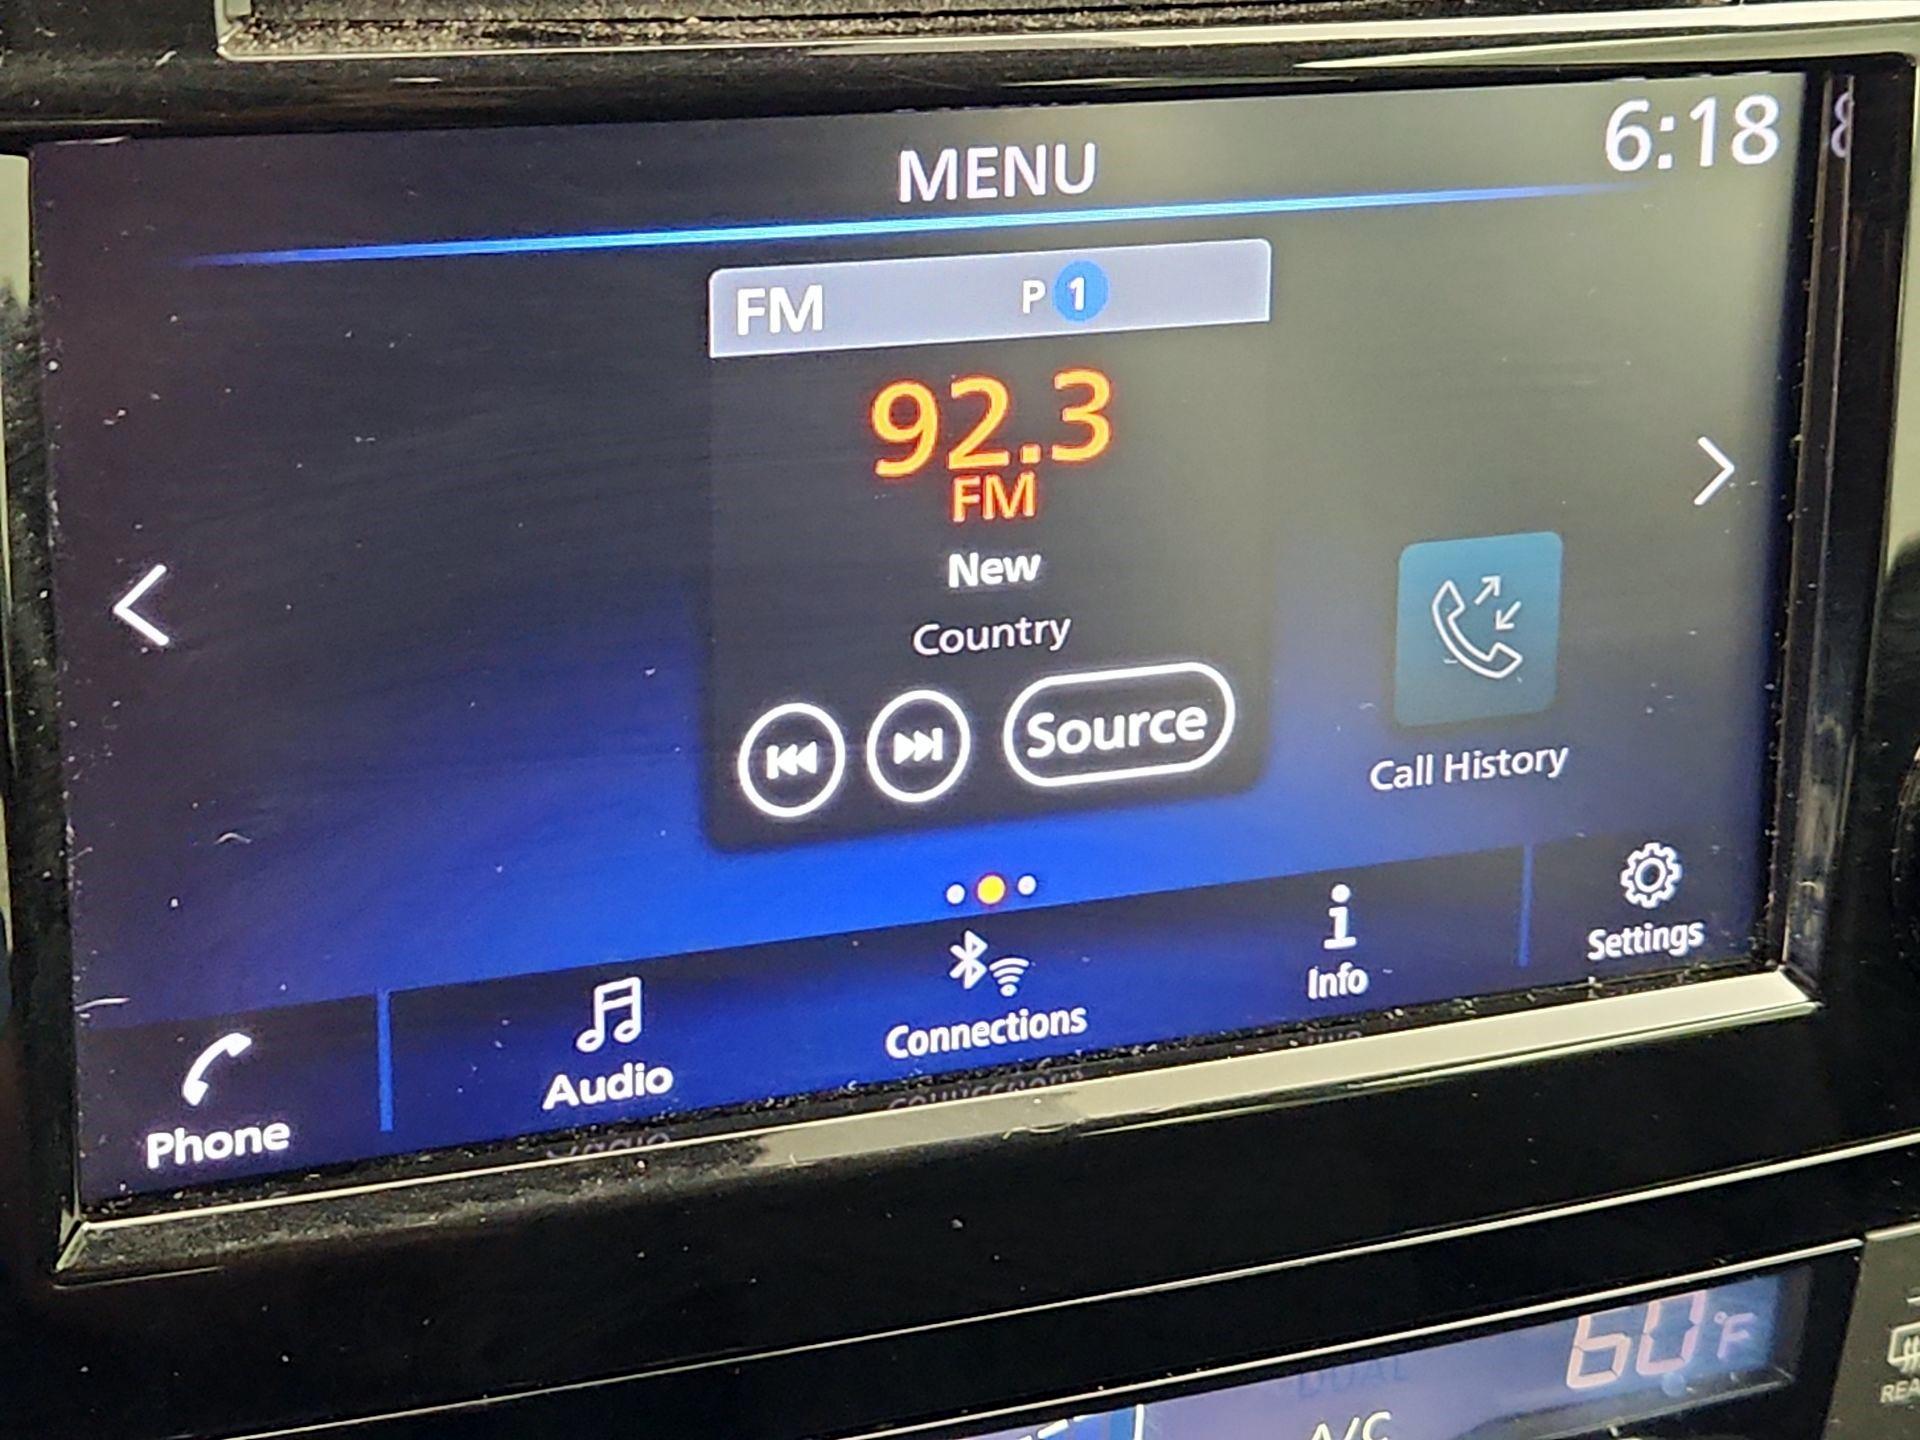 MENU
6:18
FM P 1
92.3
FM
New
Country
Source
Call History
Phone
Audio
Connections
Info
Settings
60°F
DUAL
A/C